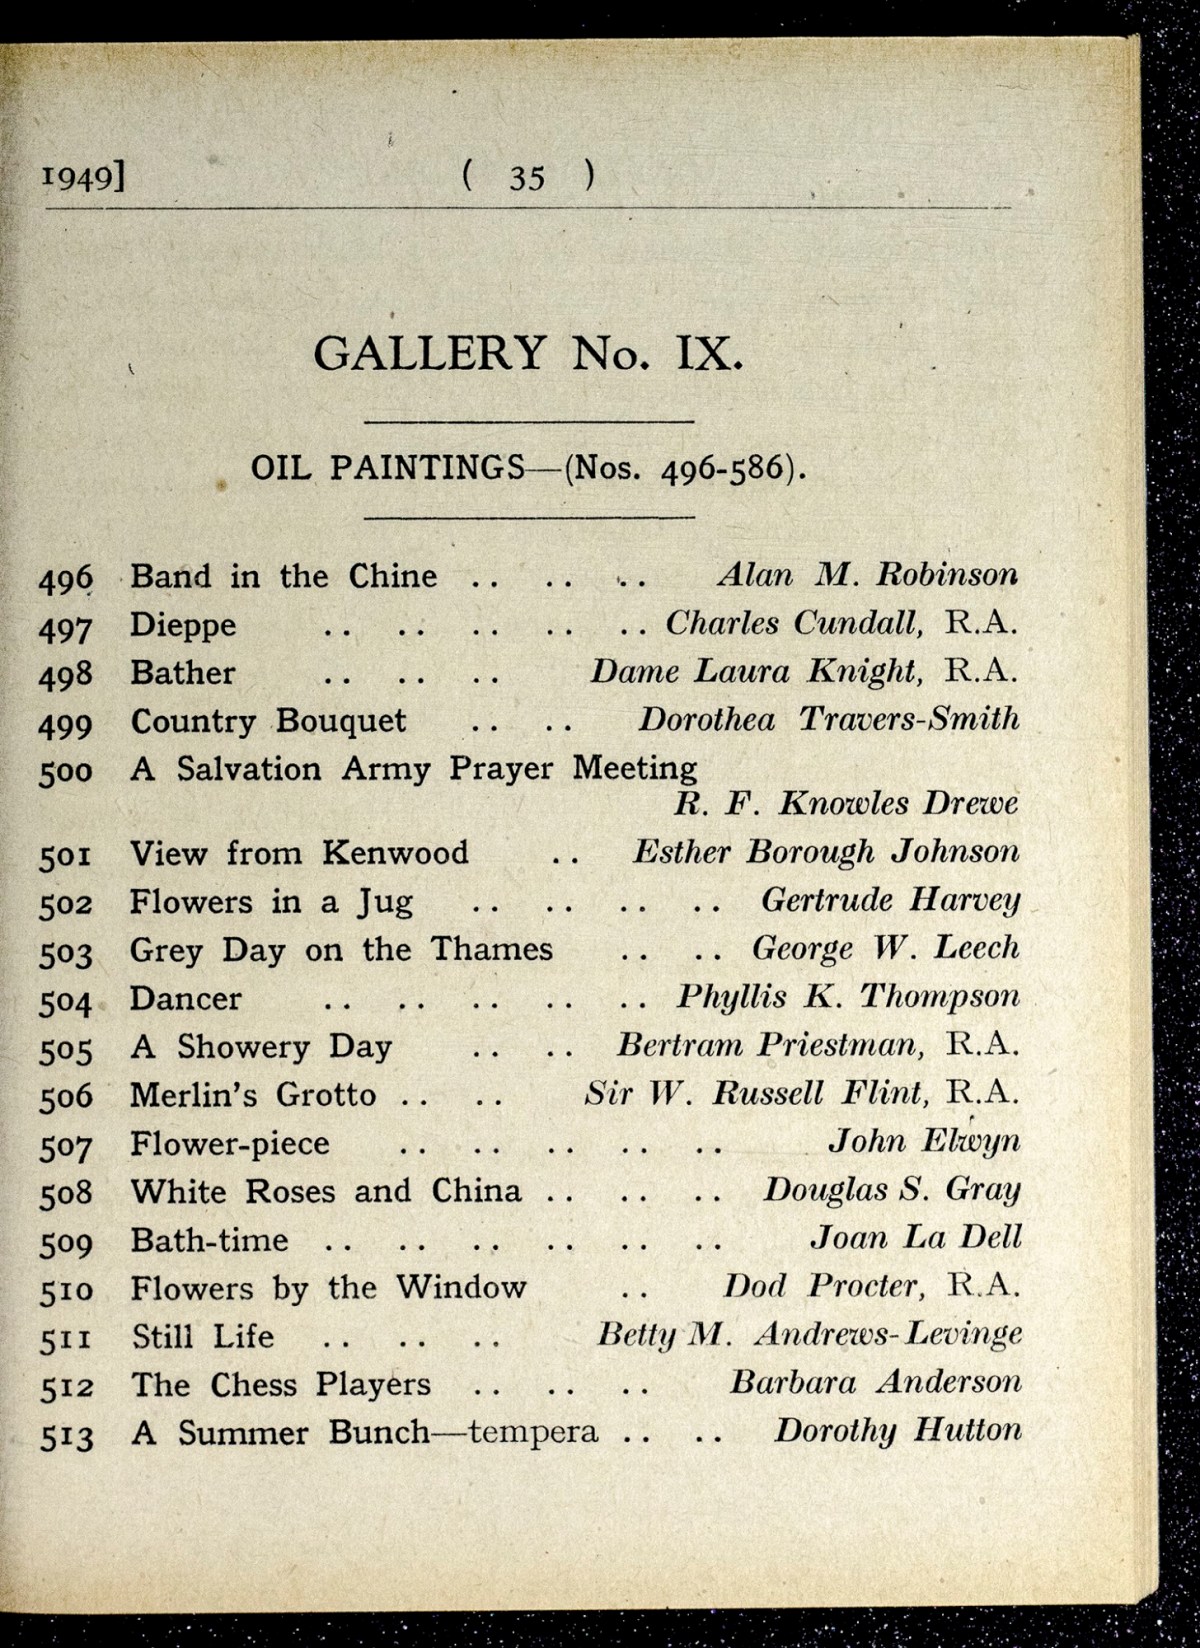 1949] ( 35 )
GALLERY No. IX.
OIL PAINTINGS—(Nos. 496-586).
496 Band in the Chine .. .. .. Alan M. Robinson
497 Dieppe .. .. .. .. .. Charles Cundall, R.A.
498 Bather .. .. .. Dame Laura Knight, R.A.
499 Country Bouquet .. .. Dorothea Travers-Smith
500 A Salvation Army Prayer Meeting
R. F. Knowles Drewe
501 View from Kenwood .. Esther Borough Johnson
502 Flowers in a Jug .. .. .. .. Gertrude Harvey
503 Grey Day on the Thames .. .. George W. Leech
504 Dancer .. .. .. .. .. Phyllis K. Thompson
505 A Showery Day .. .. Bertram Priestman, R.A.
506 Merlin's Grotto .. .. Sir W. Russell Flint, R.A.
507 Flower-piece .. .. .. .. .. John Elwyn
508 White Roses and China .. .. .. Douglas S. Gray
509 Bath-time .. .. .. .. .. .. Joan La Dell
510 Flowers by the Window .. Dod Procter, R.A.
511 Still Life .. .. .. Betty M. Andrews-Levinge
512 The Chess Players .. .. .. Barbara Anderson
513 A Summer Bunch—tempera .. .. Dorothy Hutton